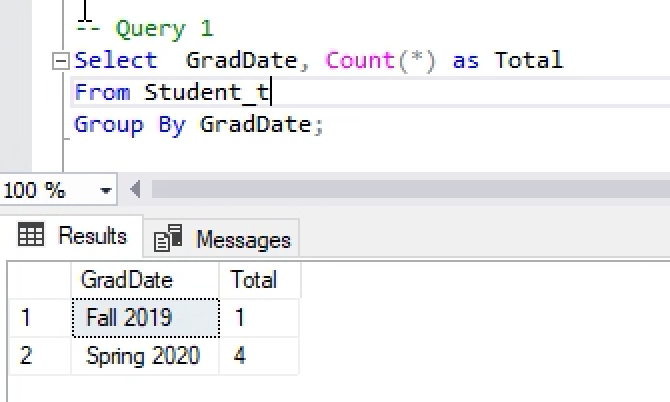 -- Query 1
Select GradDate, Count(*) as Total
From Student_t
Group By GradDate;
100 %
Results Messages
GradDate Total
1 Fall 2019 1
2 Spring 2020 4